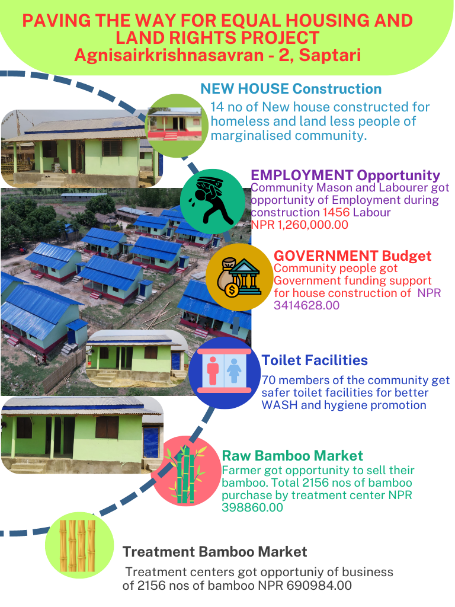 PAVING THE WAY FOR EQUAL HOUSING AND
LAND RIGHTS PROJECT
Agnisairkrishnasavran - 2, Saptari
NEW HOUSE Construction
14 no of New house constructed for
homeless and land less people of
marginalised community.
EMPLOYMENT Opportunity
Community Mason and Labourer got
opportunity of Employment during
construction 1456 Labour
NPR 1,260,000.00
GOVERNMENT Budget
Community people got
Government funding support
for house construction of NPR
3414628.00
Toilet Facilities
70 members of the community get
safer toilet facilities for better
WASH and hygiene promotion
Raw Bamboo Market
Farmer got opportunity to sell their
bamboo. Total 2156 nos of bamboo
purchase by treatment center NPR
398860.00
Treatment Bamboo Market
Treatment centers got opportuniy of business
of 2156 nos of bamboo NPR 690984.00